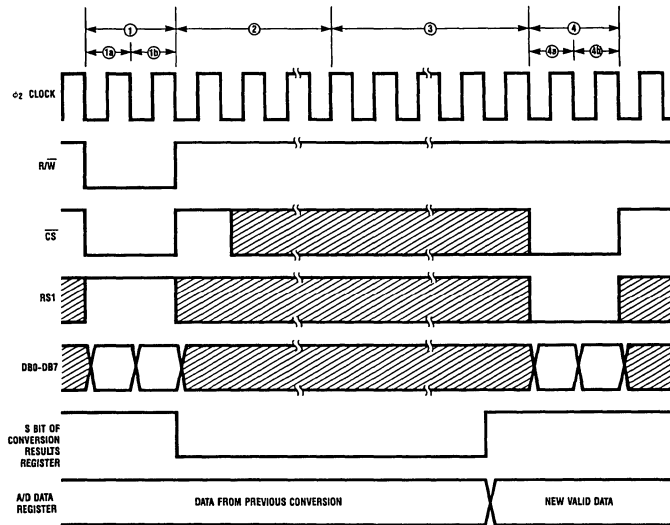 ① ② ③ ④
①a ①b ④a ④b
ϕ₂ CLOCK
R/W̅
C̅S̅
RS1
DB0-DB7
S BIT OF
CONVERSION
RESULTS
REGISTER
A/D DATA
REGISTER
DATA FROM PREVIOUS CONVERSION
NEW VALID DATA